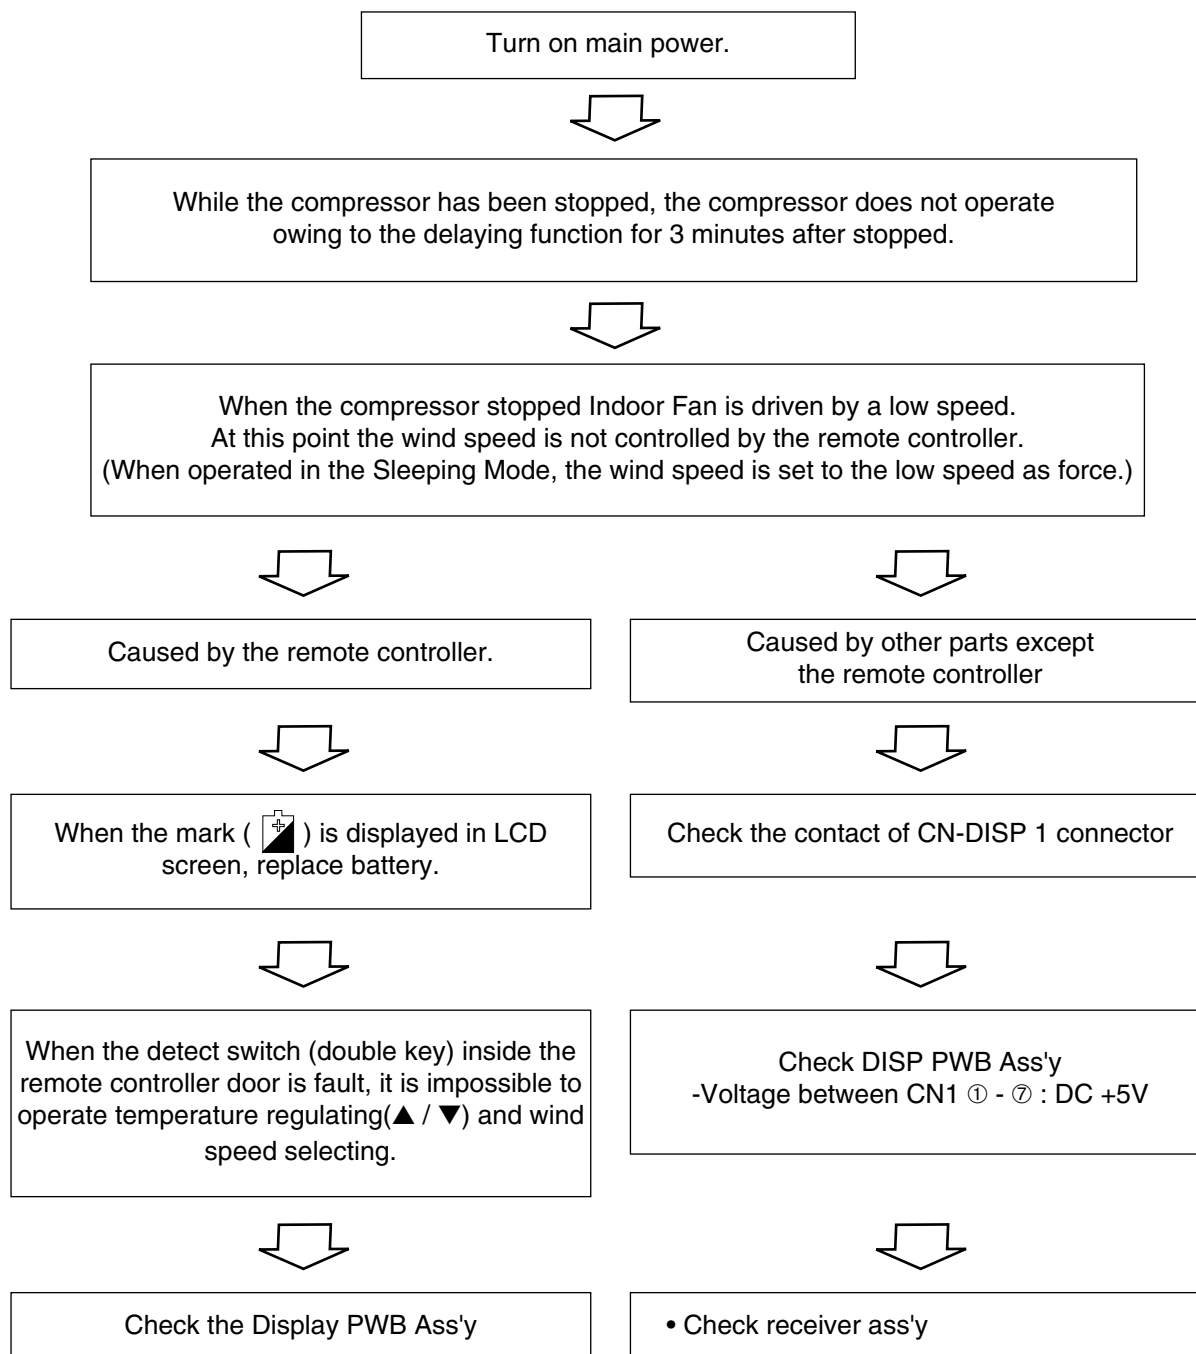 Turn on main power.
While the compressor has been stopped, the compressor does not operate
owing to the delaying function for 3 minutes after stopped.
When the compressor stopped Indoor Fan is driven by a low speed.
At this point the wind speed is not controlled by the remote controller.
(When operated in the Sleeping Mode, the wind speed is set to the low speed as force.)
Caused by the remote controller.
Caused by other parts except
the remote controller
When the mark ( ) is displayed in LCD
screen, replace battery.
Check the contact of CN-DISP 1 connector
When the detect switch (double key) inside the
remote controller door is fault, it is impossible to
operate temperature regulating(▲ / ▼) and wind
speed selecting.
Check DISP PWB Ass'y
-Voltage between CN1 ① - ⑦ : DC +5V
Check the Display PWB Ass'y
• Check receiver ass'y